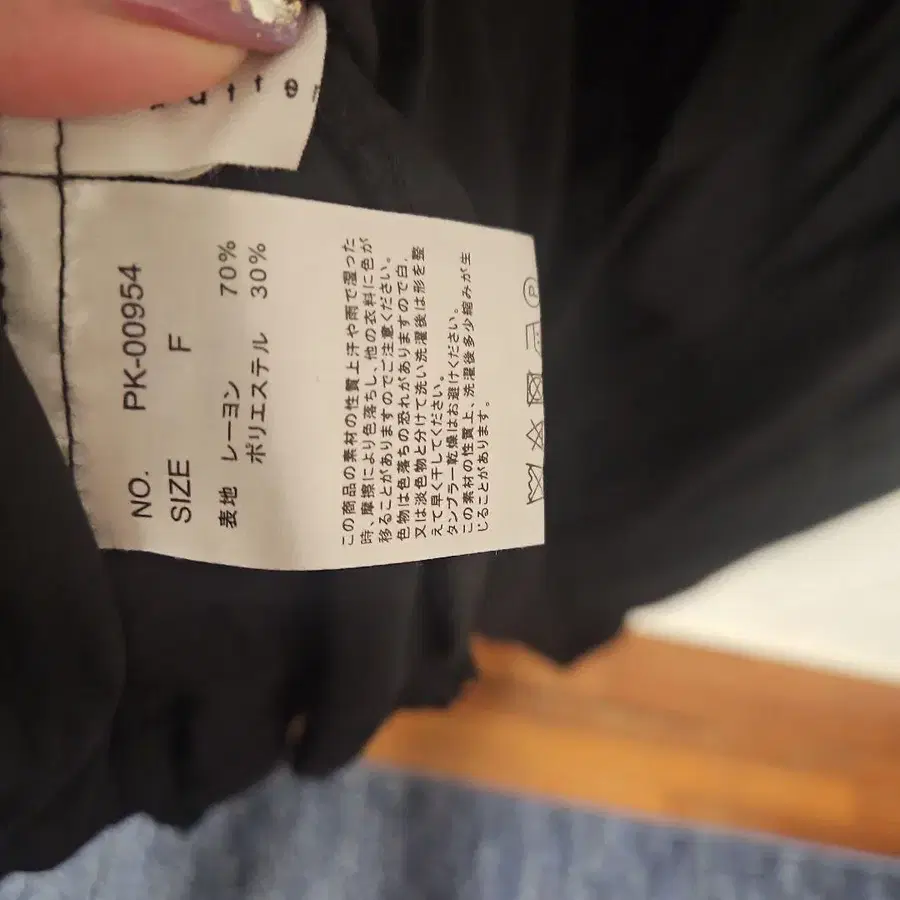 NO. PK-00954
SIZE F
表地 レーヨン 70%
ポリエステル 30%
この商品の素材の性質上汗や雨で湿った
時、摩擦により色落ちし、他の衣料に色が
移ることがありますのでご注意ください。
色物は色落ちの恐れがありますので白、
又は淡色物と分けて洗い洗濯後は形を整
えて早く干してください。
タンブラー乾燥はお避けください。
この素材の性質上、洗濯後多少縮みが生
じることがあります。
P